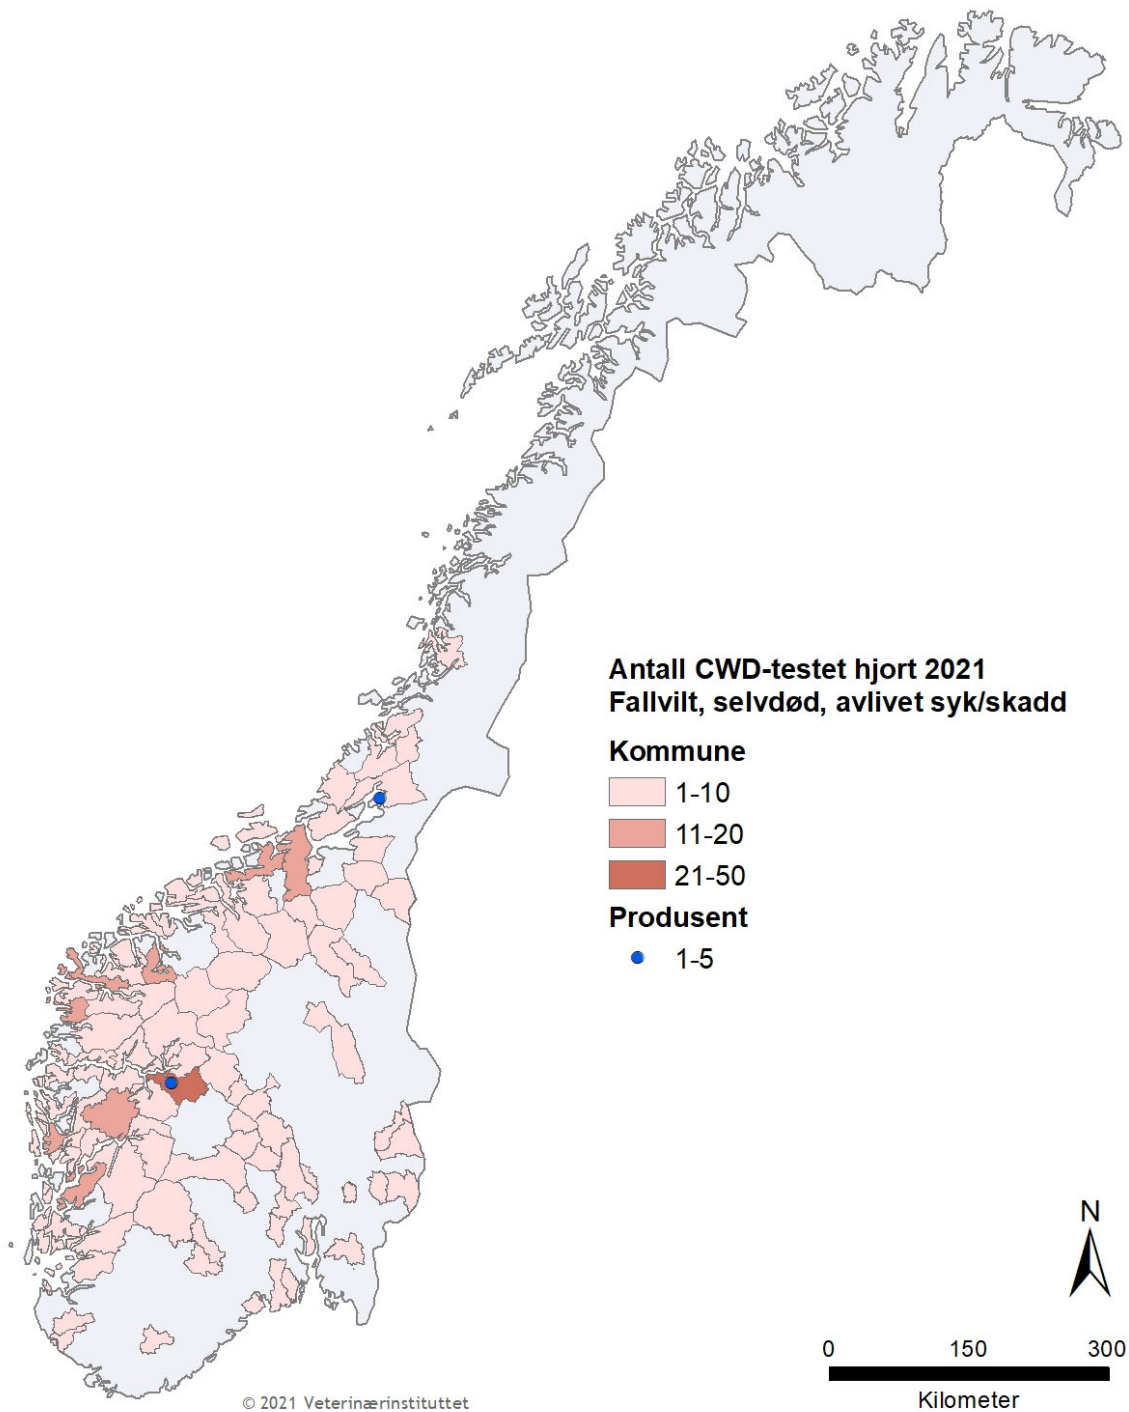 Antall CWD-testet hjort 2021
Fallvilt, selvdød, avlivet syk/skadd
Kommune
1-10
11-20
21-50
Produsent
1-5
N
0 150 300
Kilometer
© 2021 Veterinærinstituttet